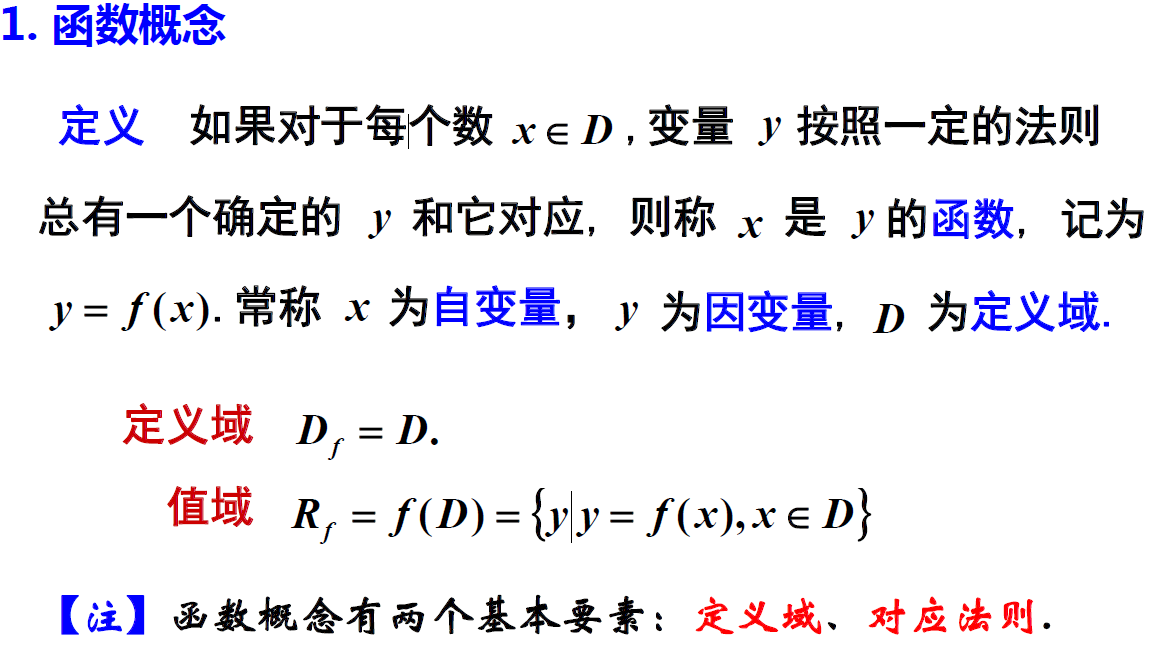 1. 函数概念
定义 如果对于每个数 x ∈ D , 变量 y 按照一定的法则
总有一个确定的 y 和它对应, 则称 x 是 y 的函数, 记为
y = f (x). 常称 x 为自变量, y 为因变量, D 为定义域.
定义域 D_f = D.
值域 R_f = f (D) = {y|y = f (x), x ∈ D}
【注】函数概念有两个基本要素: 定义域、对应法则.